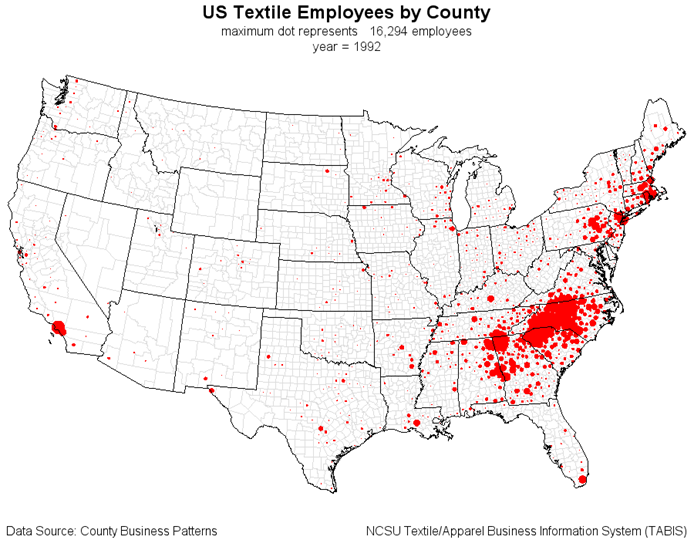 US Textile Employees by County
maximum dot represents 16,294 employees
year = 1992
Data Source: County Business Patterns
NCSU Textile/Apparel Business Information System (TABIS)